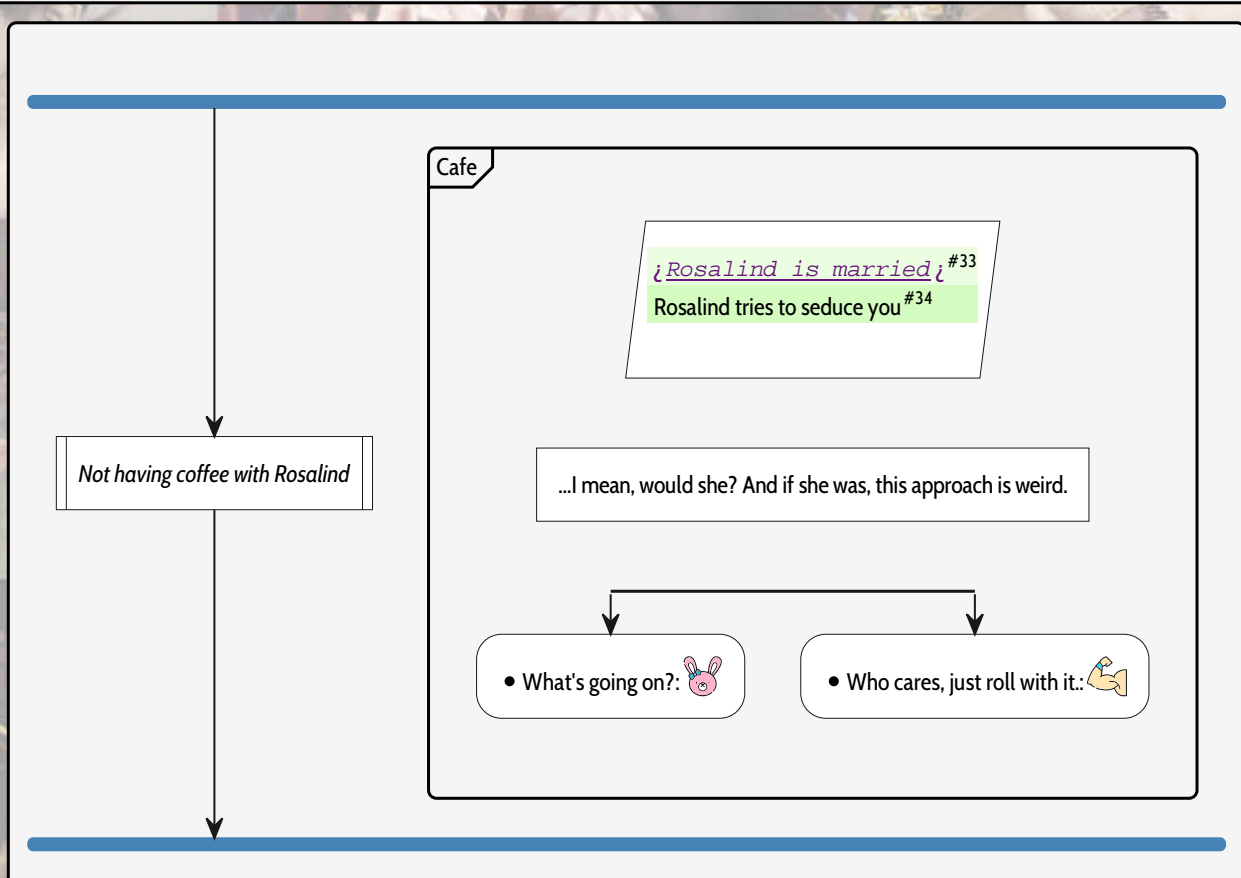 Cafe
¿Rosalind is married¿#33
Rosalind tries to seduce you#34
Not having coffee with Rosalind
...I mean, would she? And if she was, this approach is weird.
• What's going on?:
• Who cares, just roll with it.: